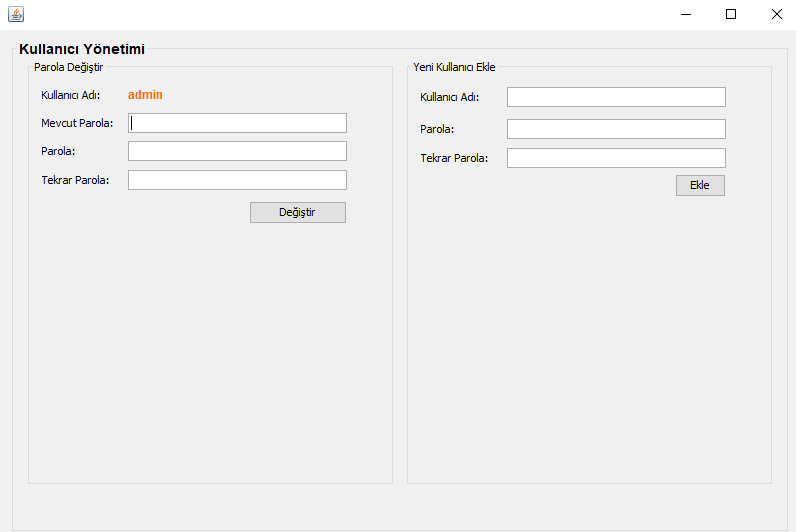 Kullanıcı Yönetimi
Parola Değiştir
Kullanıcı Adı: admin
Mevcut Parola:
Parola:
Tekrar Parola:
Değiştir
Yeni Kullanıcı Ekle
Kullanıcı Adı:
Parola:
Tekrar Parola:
Ekle